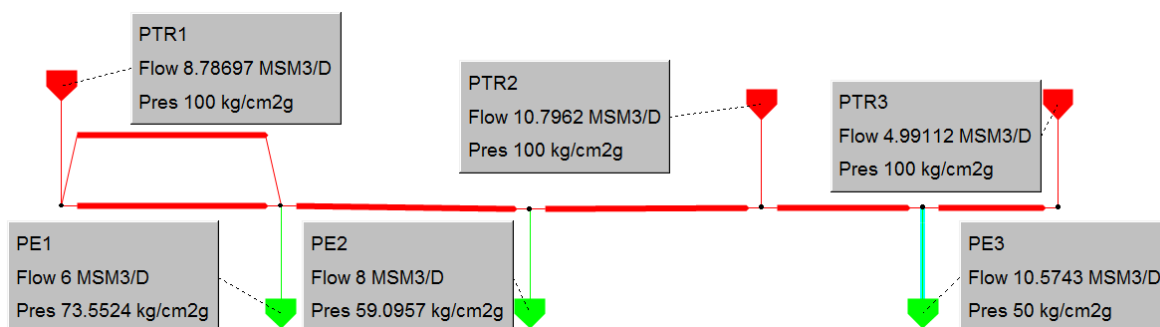 PTR1
Flow 8.78697 MSM3/D
Pres 100 kg/cm2g
PTR2
Flow 10.7962 MSM3/D
Pres 100 kg/cm2g
PTR3
Flow 4.99112 MSM3/D
Pres 100 kg/cm2g
PE1
Flow 6 MSM3/D
Pres 73.5524 kg/cm2g
PE2
Flow 8 MSM3/D
Pres 59.0957 kg/cm2g
PE3
Flow 10.5743 MSM3/D
Pres 50 kg/cm2g